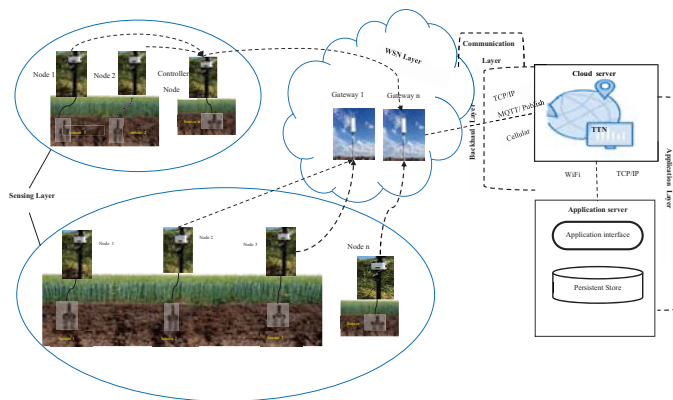 WSN Layer
Communication
Layer
Node 1
Node 2
Controller
Node
Gateway 1
Gateway n
Backhaul Layer
TCP/IP
MQTT/ Publish
Cellular
Cloud server
TTN
WiFi
TCP/IP
Application Layer
Sensing Layer
Node 1
Node 2
Node 3
Node n
Application server
Application interface
Persistent Store